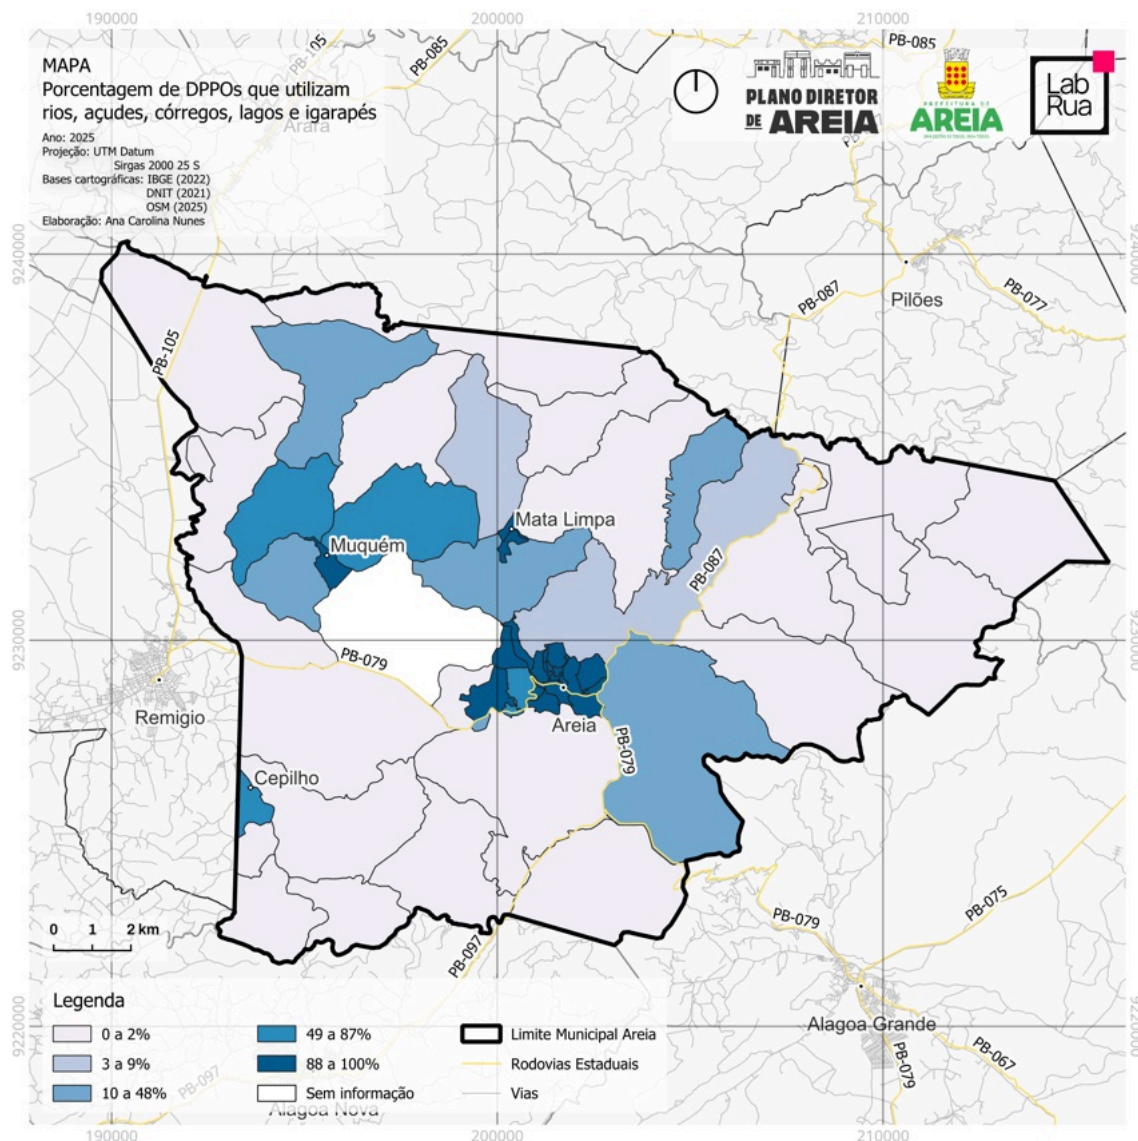 190000
200000
210000
PB-105
PB-085
PB-085
MAPA
Porcentagem de DPPOs que utilizam
rios, açudes, córregos, lagos e igarapés
Arara
Ano: 2025
Projeção: UTM Datum
Sirgas 2000 25 S
Bases cartográficas: IBGE (2022)
DNIT (2021)
OSM (2025)
Elaboração: Ana Carolina Nunes
PLANO DIRETOR
DE AREIA
PREFEITURA DE
AREIA
Lab
Rua
9240000
9240000
PB-087
PB-077
Pilões
PB-105
Mata Limpa
Muquém
PB-087
9230000
9230000
PB-079
Remigio
Areia
PB-079
Cepilho
0 1 2 km
PB-097
PB-079
PB-075
Legenda
0 a 2%
3 a 9%
10 a 48%
49 a 87%
88 a 100%
Sem informação
Limite Municipal Areia
Rodovias Estaduais
Vias
Alagoa Grande
9220000
9220000
PB-067
PB-079
PB-097
Alagoa Nova
190000
200000
210000